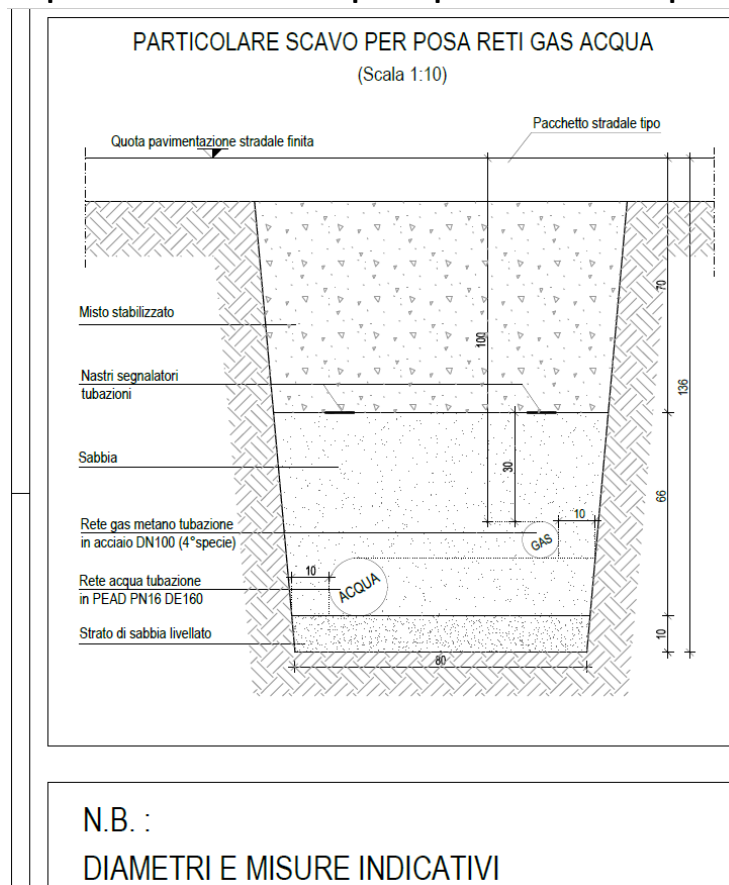 PARTICOLARE SCAVO PER POSA RETI GAS ACQUA
(Scala 1:10)
Pacchetto stradale tipo
Quota pavimentazione stradale finita
Misto stabilizzato
Nastri segnalatori
tubazioni
Sabbia
Rete gas metano tubazione
in acciaio DN100 (4°specie)
Rete acqua tubazione
in PEAD PN16 DE160
Strato di sabbia livellato
100
70
136
30
66
10
GAS
10
ACQUA
10
80
N.B. :
DIAMETRI E MISURE INDICATIVI